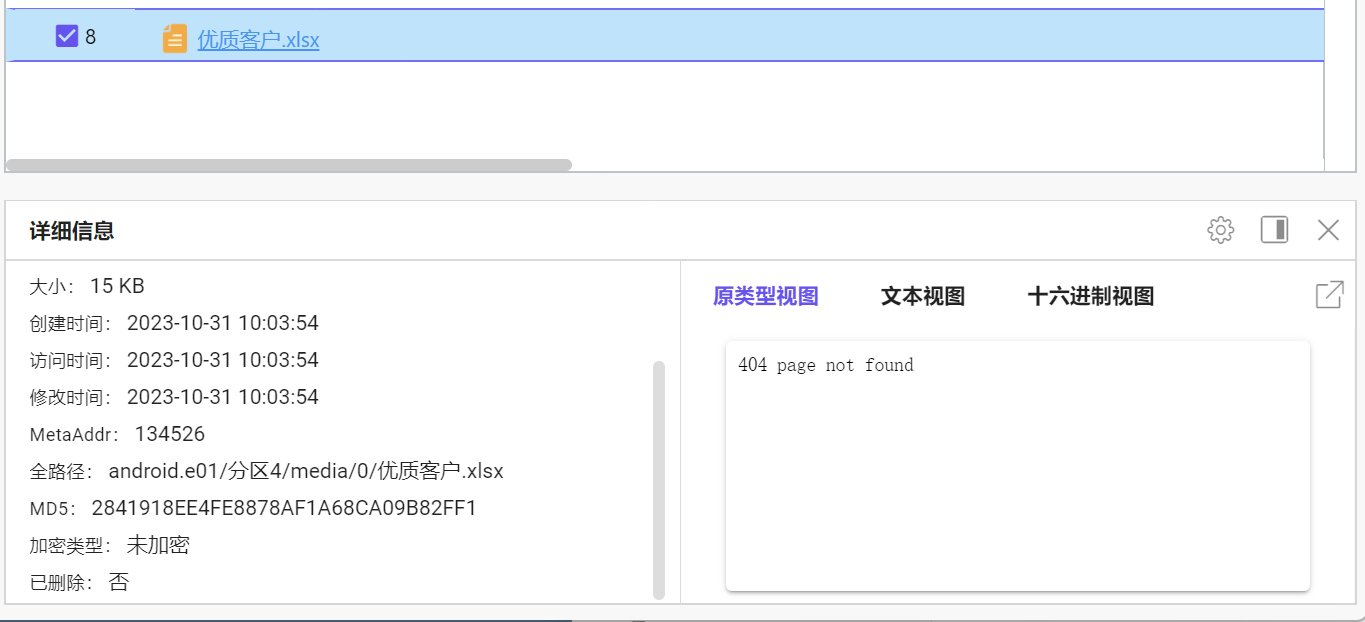 8 优质客户.xlsx
详细信息
大小： 15 KB
创建时间： 2023-10-31 10:03:54
访问时间： 2023-10-31 10:03:54
修改时间： 2023-10-31 10:03:54
MetaAddr： 134526
全路径： android.e01/分区4/media/0/优质客户.xlsx
MD5： 2841918EE4FE8878AF1A68CA09B82FF1
加密类型： 未加密
已删除： 否
原类型视图 文本视图 十六进制视图
404 page not found